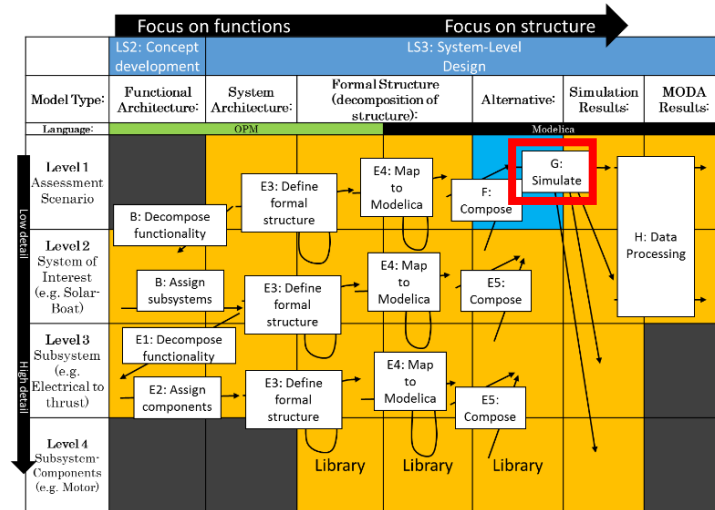 Focus on functions
Focus on structure
LS2: Concept
development
LS3: System-Level
Design
Model Type:
Functional
Architecture:
System
Architecture:
Formal Structure
(decomposition of
structure):
Alternative:
Simulation
Results:
MODA
Results:
Language:
OPM
Modelica
Low detail
High detail
Level 1
Assessment
Scenario
B: Decompose
functionality
E3: Define
formal
structure
E4: Map
to
Modelica
F:
Compose
G:
Simulate
H: Data
Processing
Level 2
System of
Interest
(e.g. Solar-
Boat)
B: Assign
subsystems
E3: Define
formal
structure
E4: Map
to
Modelica
E5:
Compose
Level 3
Subsystem
(e.g.
Electrical to
thrust)
E1: Decompose
functionality
E2: Assign
components
E3: Define
formal
structure
E4: Map
to
Modelica
E5:
Compose
Level 4
Subsystem-
Components
(e.g. Motor)
Library
Library
Library